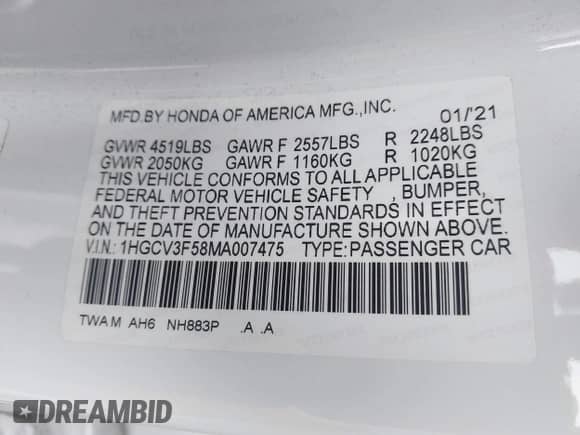 MFD.BY HONDA OF AMERICA MFG.,INC. 01/'21
GVWR 4519LBS GAWR F 2557LBS R 2248LBS
GVWR 2050KG GAWR F 1160KG R 1020KG
THIS VEHICLE CONFORMS TO ALL APPLICABLE
FEDERAL MOTOR VEHICLE SAFETY , BUMPER,
AND THEFT PREVENTION STANDARDS IN EFFECT
ON THE DATE OF MANUFACTURE SHOWN ABOVE.
V.I.N.: 1HGCV3F58MA007475 TYPE:PASSENGER CAR
TWA M AH6 NH883P .A .A
DREAMBID